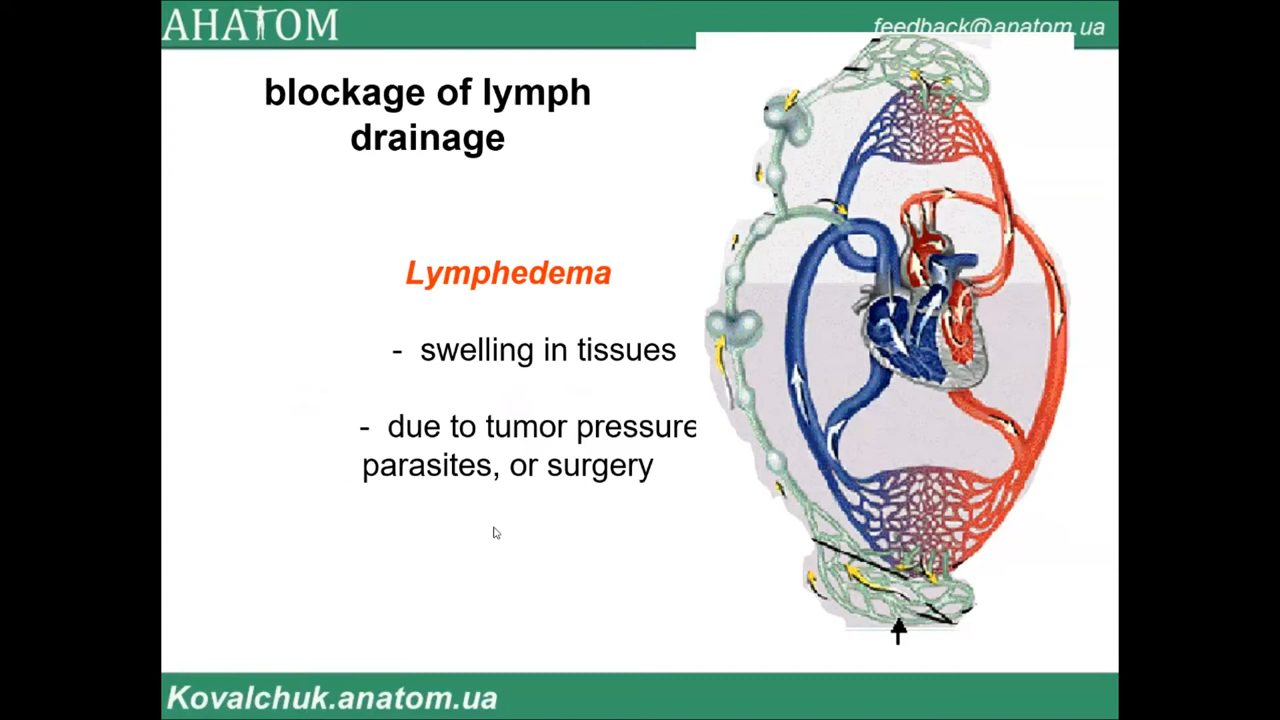 АНАТОМ
feedback@anatom.ua
blockage of lymph
drainage
Lymphedema
- swelling in tissues
- due to tumor pressure
parasites, or surgery
Kovalchuk.anatom.ua